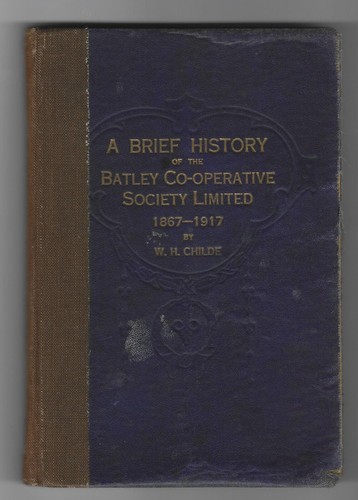 A BRIEF HISTORY
OF THE
BATLEY CO-OPERATIVE
SOCIETY LIMITED
1867-1917
BY
W. H. CHILDE